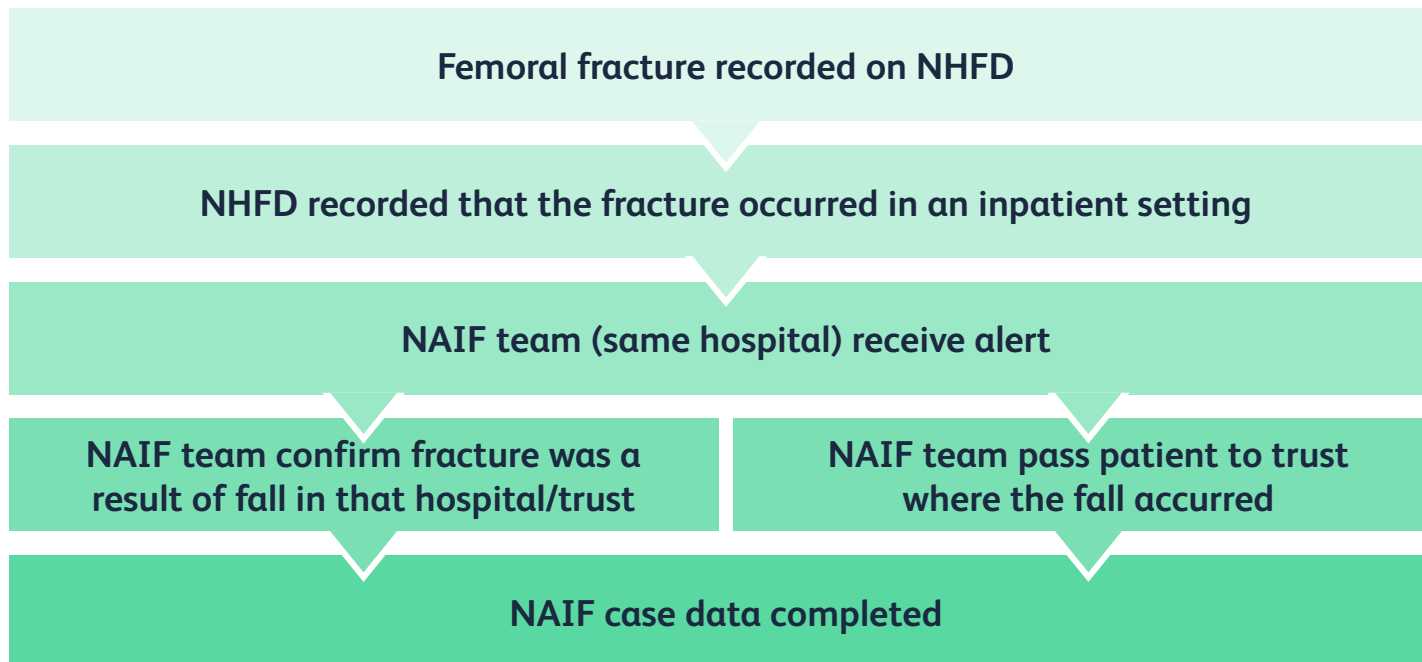 Femoral fracture recorded on NHFD
NHFD recorded that the fracture occurred in an inpatient setting
NAIF team (same hospital) receive alert
NAIF team confirm fracture was a
result of fall in that hospital/trust
NAIF team pass patient to trust
where the fall accurred
NAIF case data completed